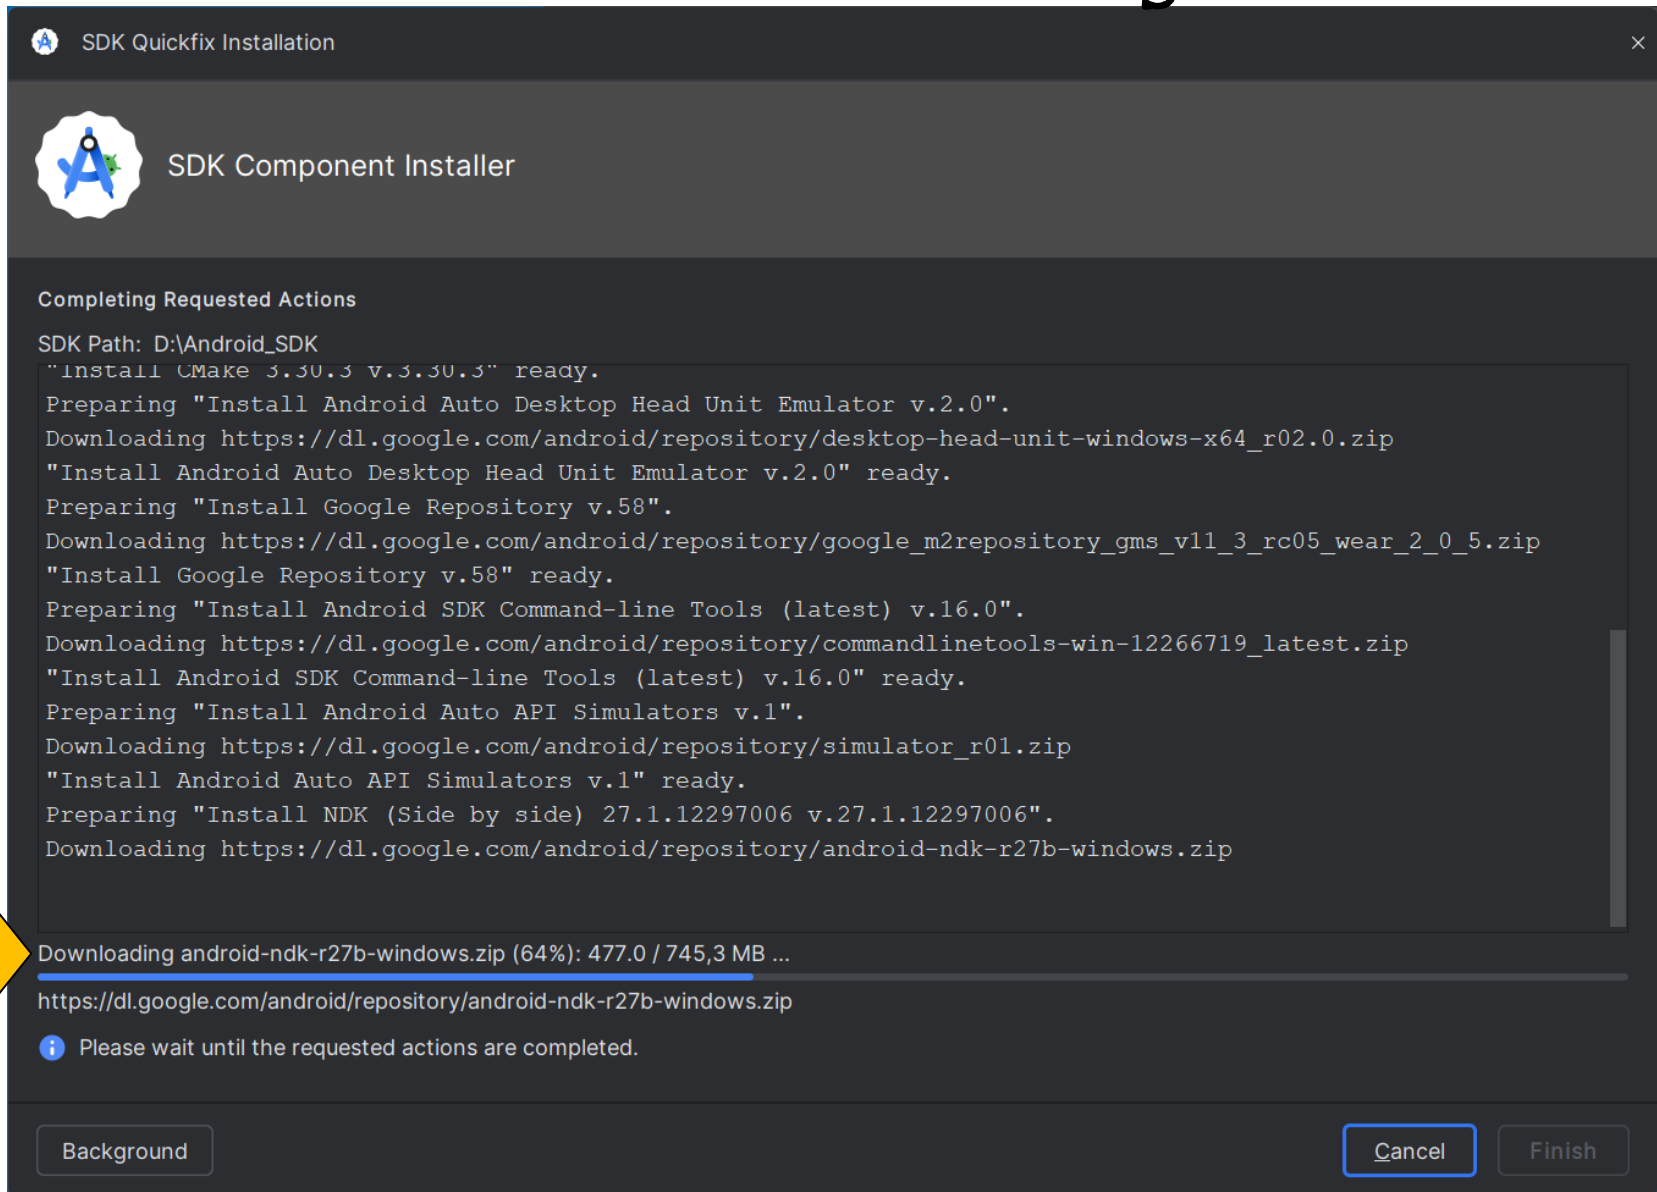 SDK Quickfix Installation
SDK Component Installer
Completing Requested Actions
SDK Path: D:\Android_SDK
"Install CMake 3.30.3 v.3.30.3" ready.
Preparing "Install Android Auto Desktop Head Unit Emulator v.2.0".
Downloading https://dl.google.com/android/repository/desktop-head-unit-windows-x64_r02.0.zip
"Install Android Auto Desktop Head Unit Emulator v.2.0" ready.
Preparing "Install Google Repository v.58".
Downloading https://dl.google.com/android/repository/google_m2repository_gms_v11_3_rc05_wear_2_0_5.zip
"Install Google Repository v.58" ready.
Preparing "Install Android SDK Command-line Tools (latest) v.16.0".
Downloading https://dl.google.com/android/repository/commandlinetools-win-12266719_latest.zip
"Install Android SDK Command-line Tools (latest) v.16.0" ready.
Preparing "Install Android Auto API Simulators v.1".
Downloading https://dl.google.com/android/repository/simulator_r01.zip
"Install Android Auto API Simulators v.1" ready.
Preparing "Install NDK (Side by side) 27.1.12297006 v.27.1.12297006".
Downloading https://dl.google.com/android/repository/android-ndk-r27b-windows.zip
Downloading android-ndk-r27b-windows.zip (64%): 477.0 / 745,3 MB ...
https://dl.google.com/android/repository/android-ndk-r27b-windows.zip
Please wait until the requested actions are completed.
Background
Cancel
Finish